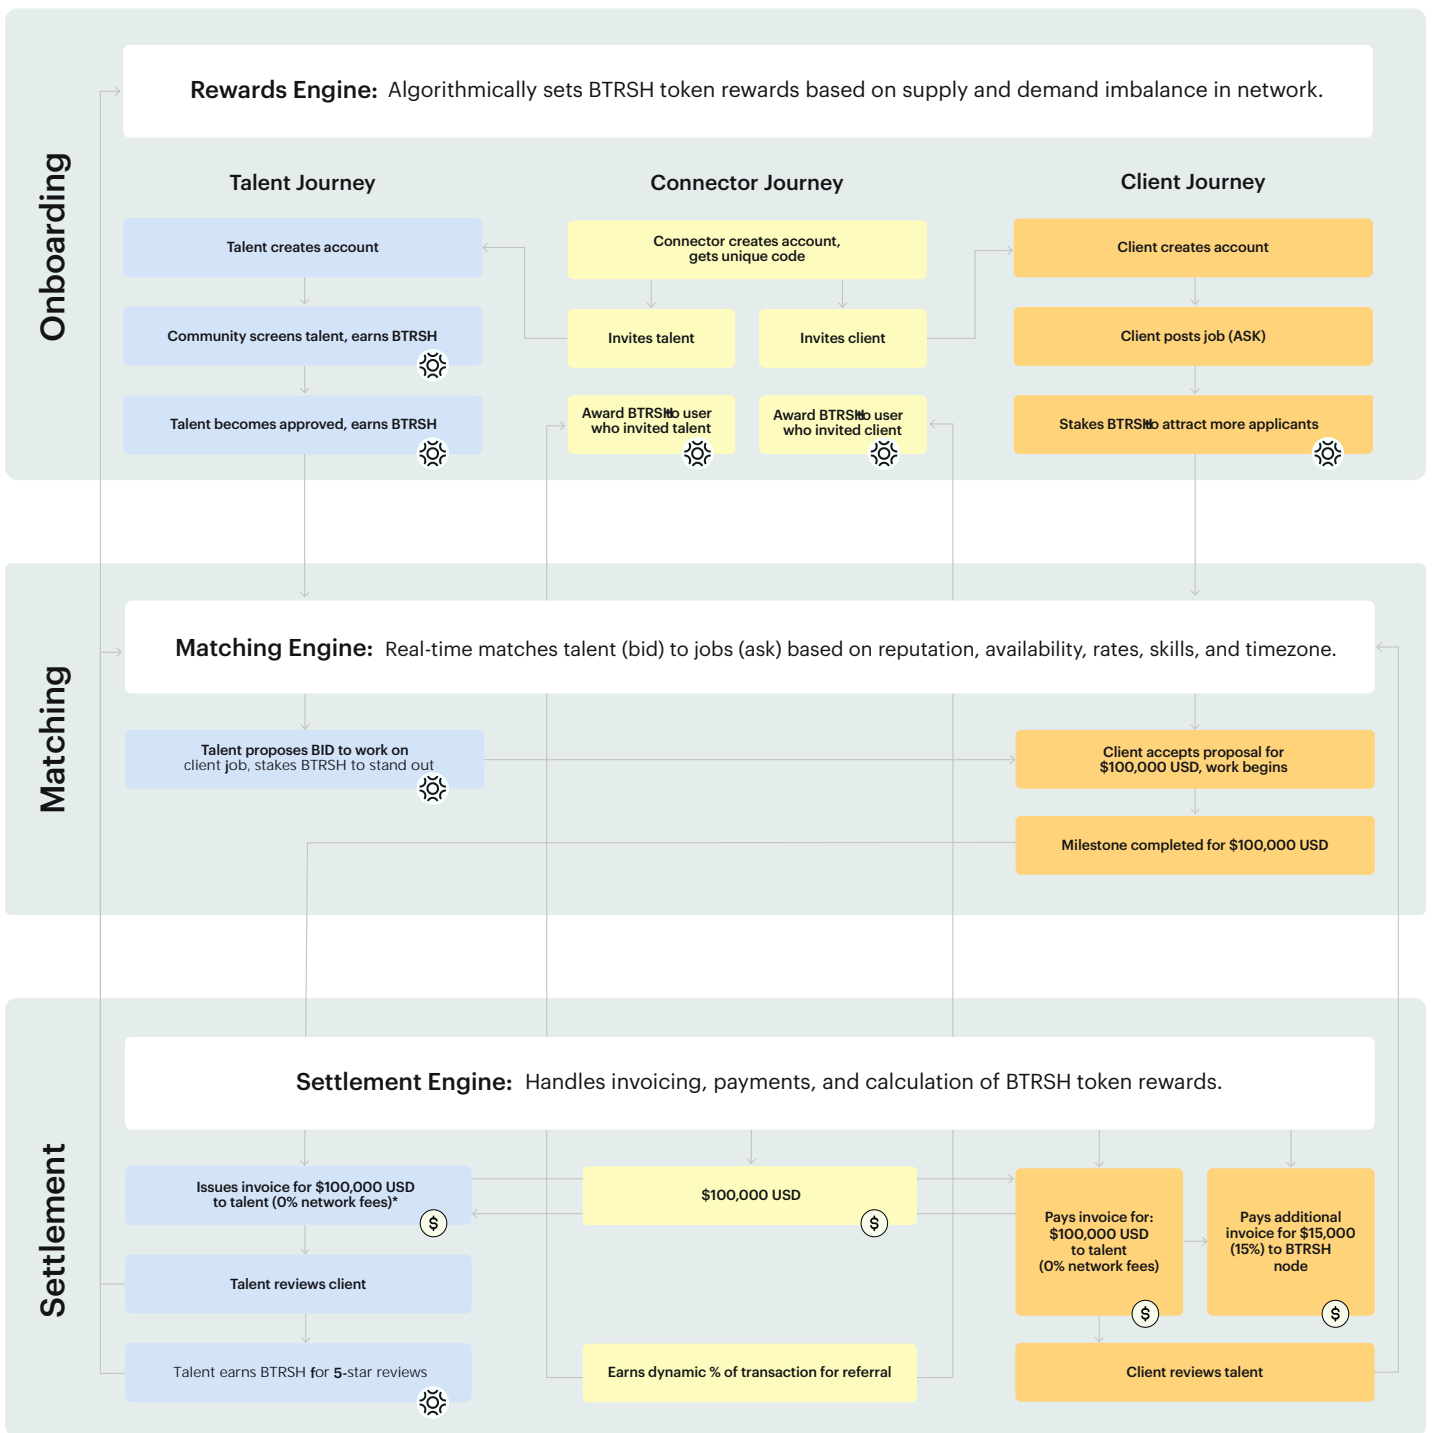 Onboarding
Rewards Engine: Algorithmically sets BTRSH token rewards based on supply and demand imbalance in network.
Talent Journey
Talent creates account
Community screens talent, earns BTRSH
Talent becomes approved, earns BTRSH
Connector Journey
Connector creates account,
gets unique code
Invites talent
Invites client
Award BTRSH to user
who invited talent
Award BTRSH to user
who invited client
Client Journey
Client creates account
Client posts job (ASK)
Stakes BTRSH to attract more applicants
Matching
Matching Engine: Real-time matches talent (bid) to jobs (ask) based on reputation, availability, rates, skills, and timezone.
Talent proposes BID to work on
client job, stakes BTRSH to stand out
Client accepts proposal for
$100,000 USD, work begins
Milestone completed for $100,000 USD
Settlement
Settlement Engine: Handles invoicing, payments, and calculation of BTRSH token rewards.
Issues invoice for $100,000 USD
to talent (0% network fees)*
$
Talent reviews client
Talent earns BTRSH for 5-star reviews
$100,000 USD
$
Earns dynamic % of transaction for referral
Pays invoice for:
$100,000 USD
to talent
(0% network fees)
$
Pays additional
invoice for $15,000
(15%) to BTRSH
node
$
Client reviews talent